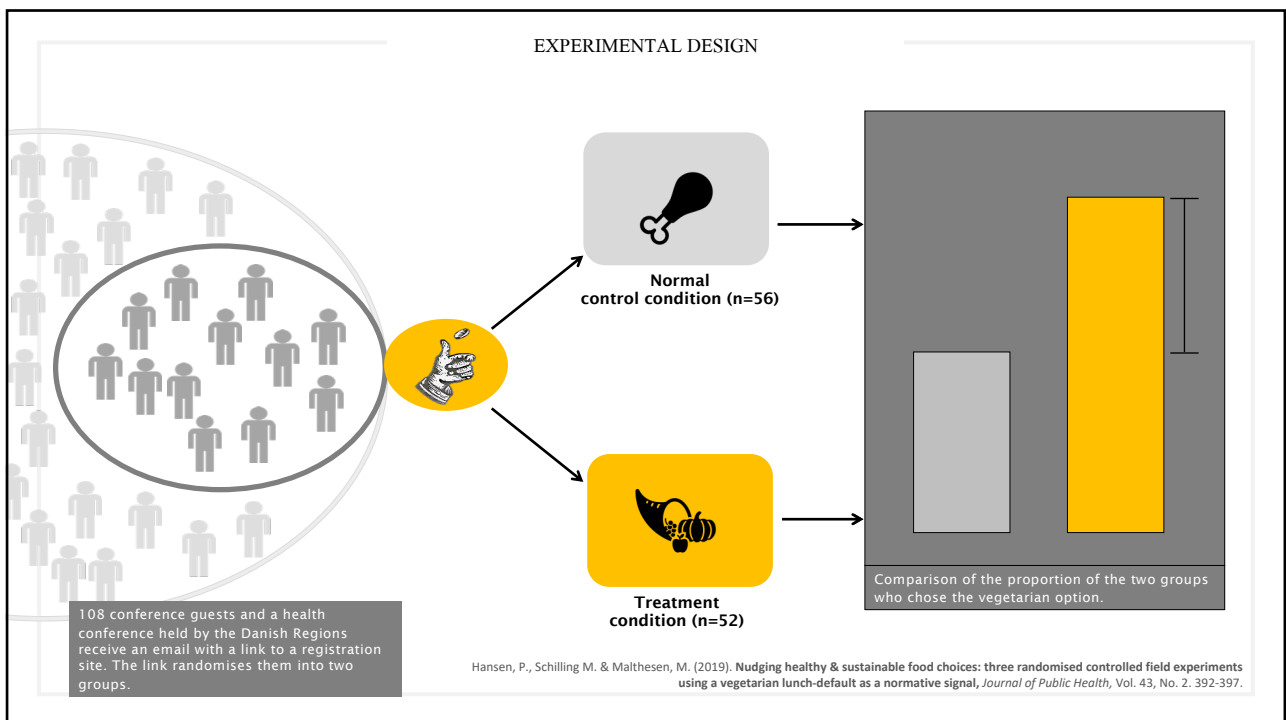 EXPERIMENTAL DESIGN
Normal
control condition (n=56)
Treatment
condition (n=52)
108 conference guests and a health
conference held by the Danish Regions
receive an email with a link to a registration
site. The link randomises them into two
groups.
Comparison of the proportion of the two groups
who chose the vegetarian option.
Hansen, P., Schilling M. & Malthesen, M. (2019). Nudging healthy & sustainable food choices: three randomised controlled field experiments
using a vegetarian lunch-default as a normative signal, Journal of Public Health, Vol. 43, No. 2. 392-397.